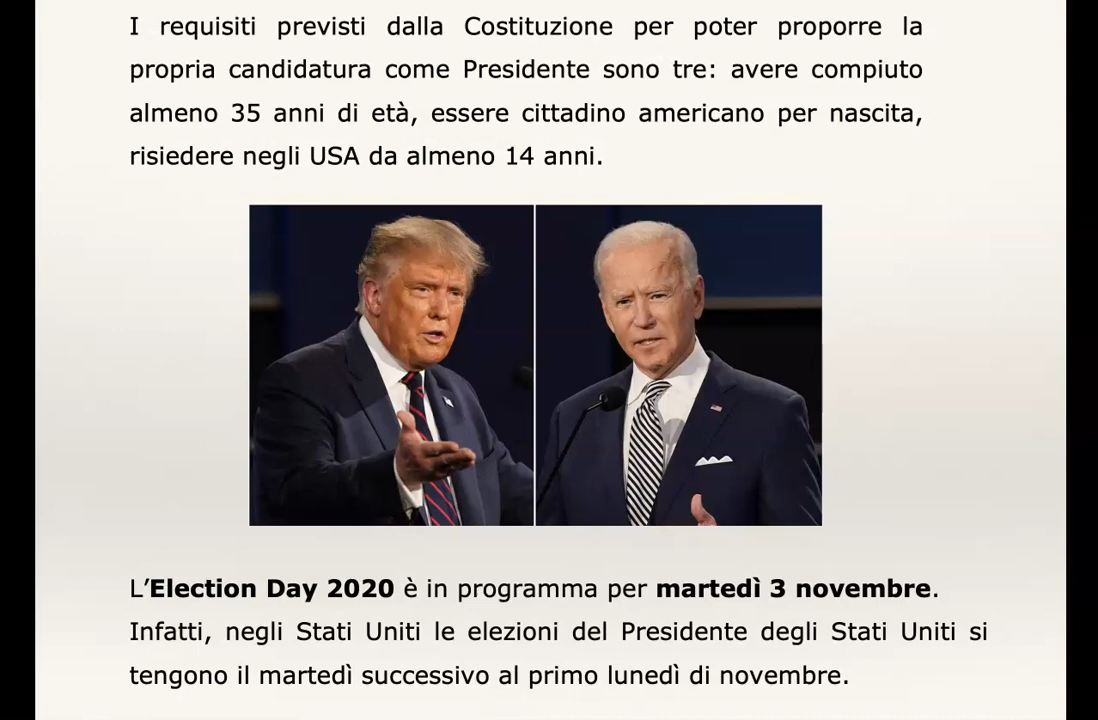 I requisiti previsti dalla Costituzione per poter proporre la
propria candidatura come Presidente sono tre: avere compiuto
almeno 35 anni di età, essere cittadino americano per nascita,
risiedere negli USA da almeno 14 anni.
L’Election Day 2020 è in programma per martedì 3 novembre.
Infatti, negli Stati Uniti le elezioni del Presidente degli Stati Uniti si
tengono il martedì successivo al primo lunedì di novembre.